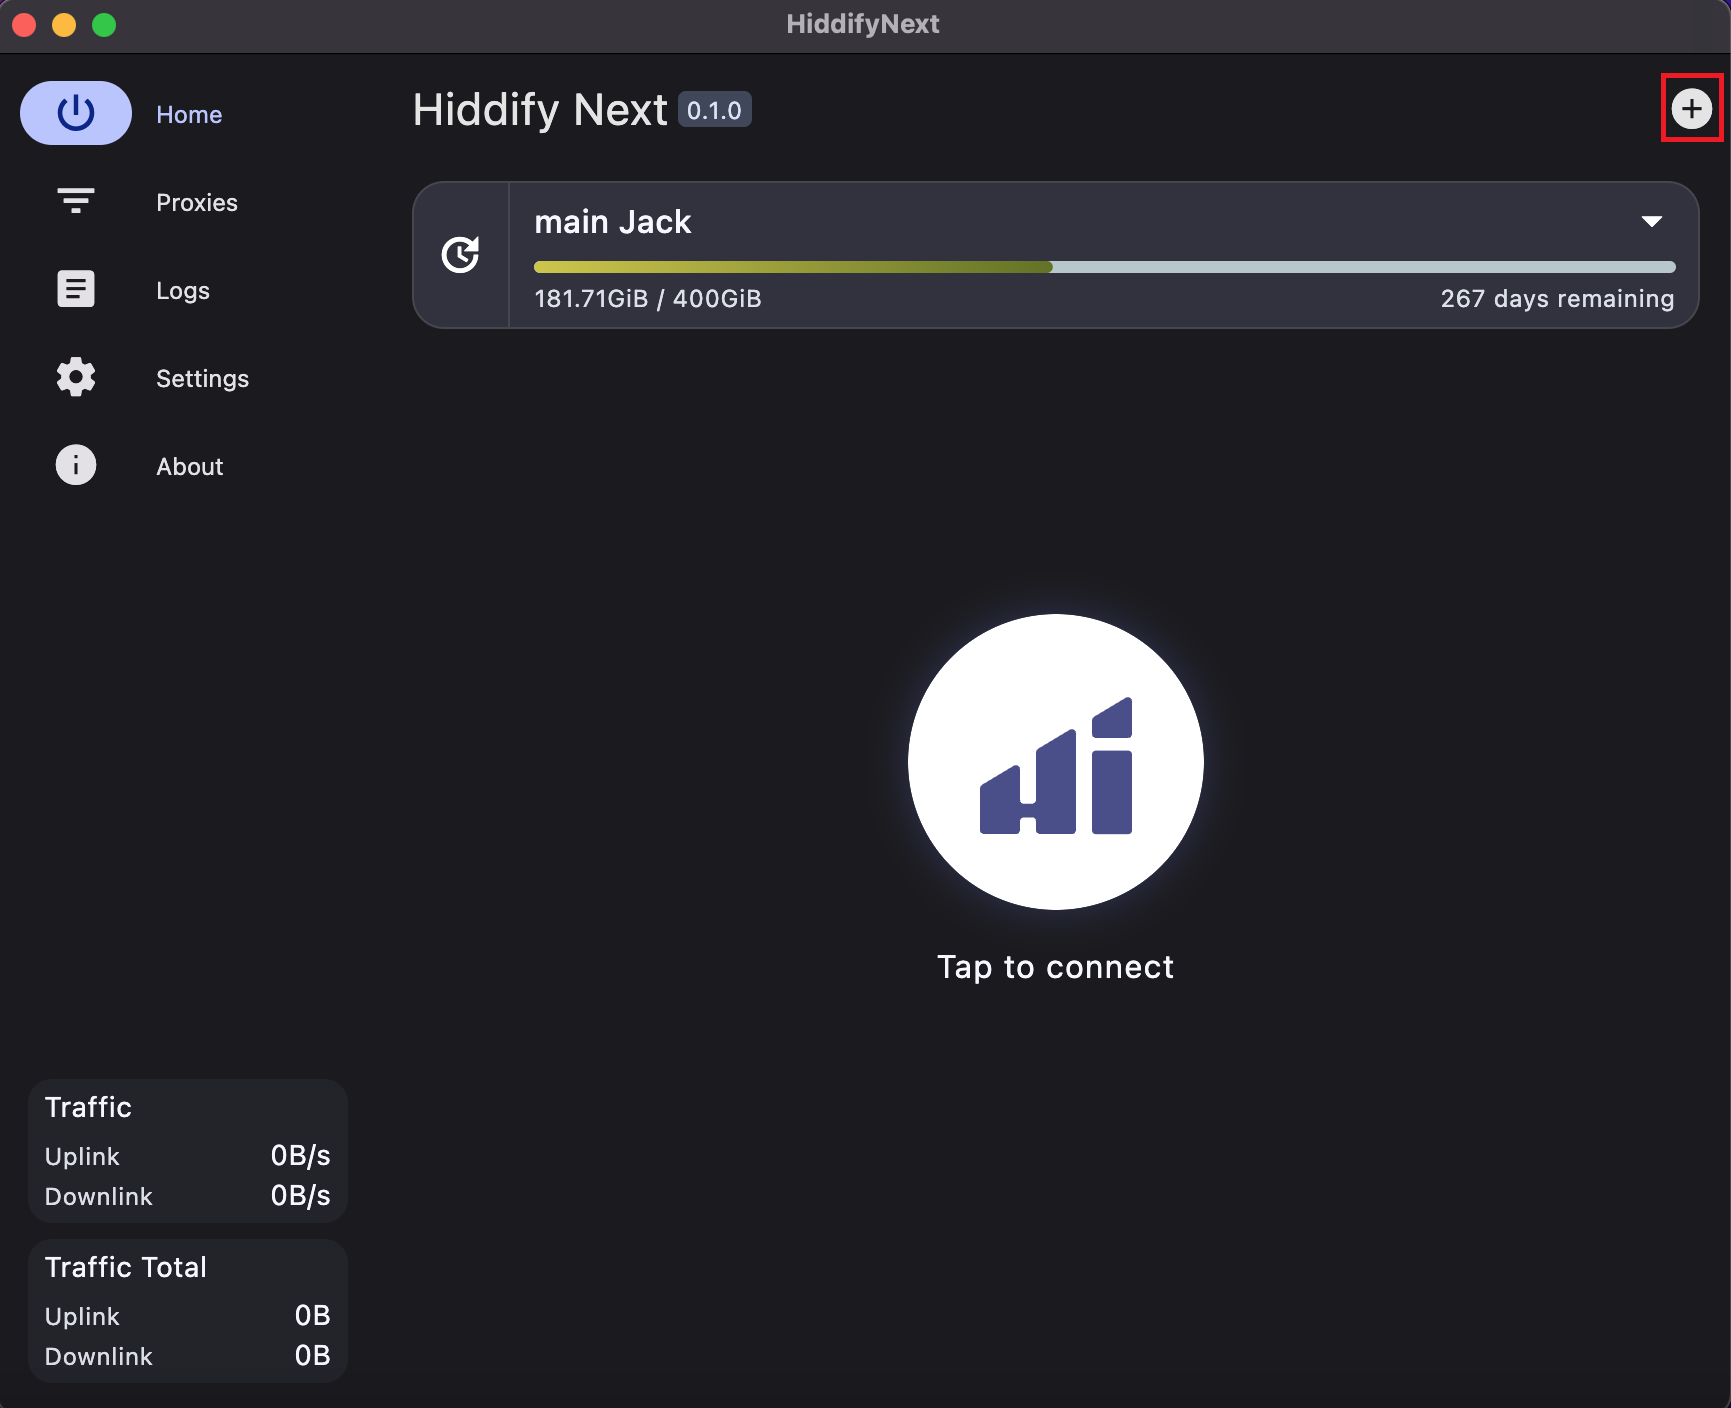 HiddifyNext
Home
Proxies
Logs
Settings
About
Hiddify Next 0.1.0
main Jack
181.71GiB / 400GiB
267 days remaining
Tap to connect
Traffic
Uplink 0B/s
Downlink 0B/s
Traffic Total
Uplink 0B
Downlink 0B